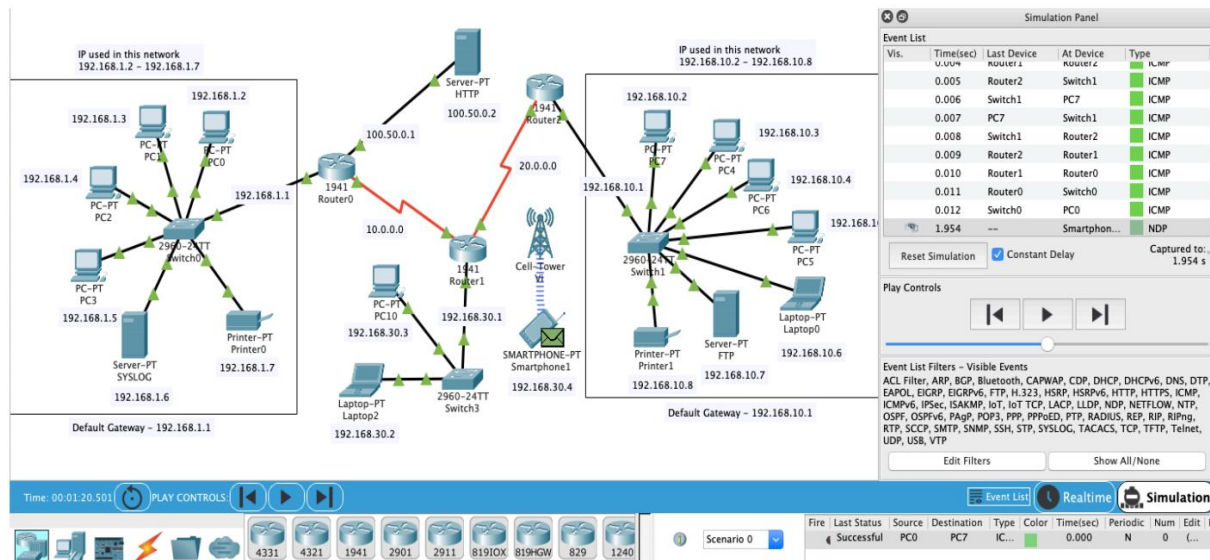 IP used in this network
192.168.1.2 - 192.168.1.7
192.168.1.2
192.168.1.3
PC-PT
PC1
PC-PT
PC0
192.168.1.4
PC-PT
PC2
192.168.1.1
2960-24TT
Switch0
PC-PT
PC3
192.168.1.5
Server-PT
SYSLOG
192.168.1.6
Printer-PT
Printer0
192.168.1.7
Default Gateway - 192.168.1.1
Server-PT
HTTP
100.50.0.2
100.50.0.1
1941
Router0
10.0.0.0
1941
Router2
20.0.0.0
1941
Router1
Cell-Tower
PC-PT
PC10
192.168.30.3
192.168.30.1
SMARTPHONE-PT
Smartphone1
192.168.30.4
Laptop-PT
Laptop2
192.168.30.2
2960-24TT
Switch3
IP used in this network
192.168.10.2 - 192.168.10.8
192.168.10.2
PC-PT
PC7
192.168.10.3
PC-PT
PC4
192.168.10.4
PC-PT
PC6
192.168.10.1
PC-PT
PC5
2960-24TT
Switch1
Laptop-PT
Laptop0
192.168.10.6
Server-PT
FTP
192.168.10.7
Printer-PT
Printer1
192.168.10.8
Default Gateway - 192.168.10.1
Simulation Panel
Event List
Vis. Time(sec) Last Device At Device Type
0.004 Router1 Router2 ICMP
0.005 Router2 Switch1 ICMP
0.006 Switch1 PC7 ICMP
0.007 PC7 Switch1 ICMP
0.008 Switch1 Router2 ICMP
0.009 Router2 Router1 ICMP
0.010 Router1 Router0 ICMP
0.011 Router0 Switch0 ICMP
0.012 Switch0 PC0 ICMP
1.954 -- Smartphon... NDP
Reset Simulation Constant Delay Captured to:
1.954 s
Play Controls
Event List Filters - Visible Events
ACL Filter, ARP, BGP, Bluetooth, CAPWAP, CDP, DHCP, DHCPv6, DNS, DTP,
EAPOL, EIGRP, EIGRPv6, FTP, H.323, HSRP, HSRPv6, HTTP, HTTPS, ICMP,
ICMPv6, IPSec, ISAKMP, IoT, IoT TCP, LACP, LLDP, NDP, NETFLOW, NTP,
OSPF, OSPFv6, PAgP, POP3, PPP, PPPoED, PTP, RADIUS, REP, RIP, RIPng,
RTP, SCCP, SMTP, SNMP, SSH, STP, SYSLOG, TACACS, TCP, TFTP, Telnet,
UDP, USB, VTP
Edit Filters Show All/None
Time: 00:01:20.501 PLAY CONTROLS: Event List Realtime Simulation
4331 4321 1941 2901 2911 819IOX 819HGW 829 1240
Scenario 0
Fire Last Status Source Destination Type Color Time(sec) Periodic Num Edit
Successful PC0 PC7 IC... 0.000 N 0 (...